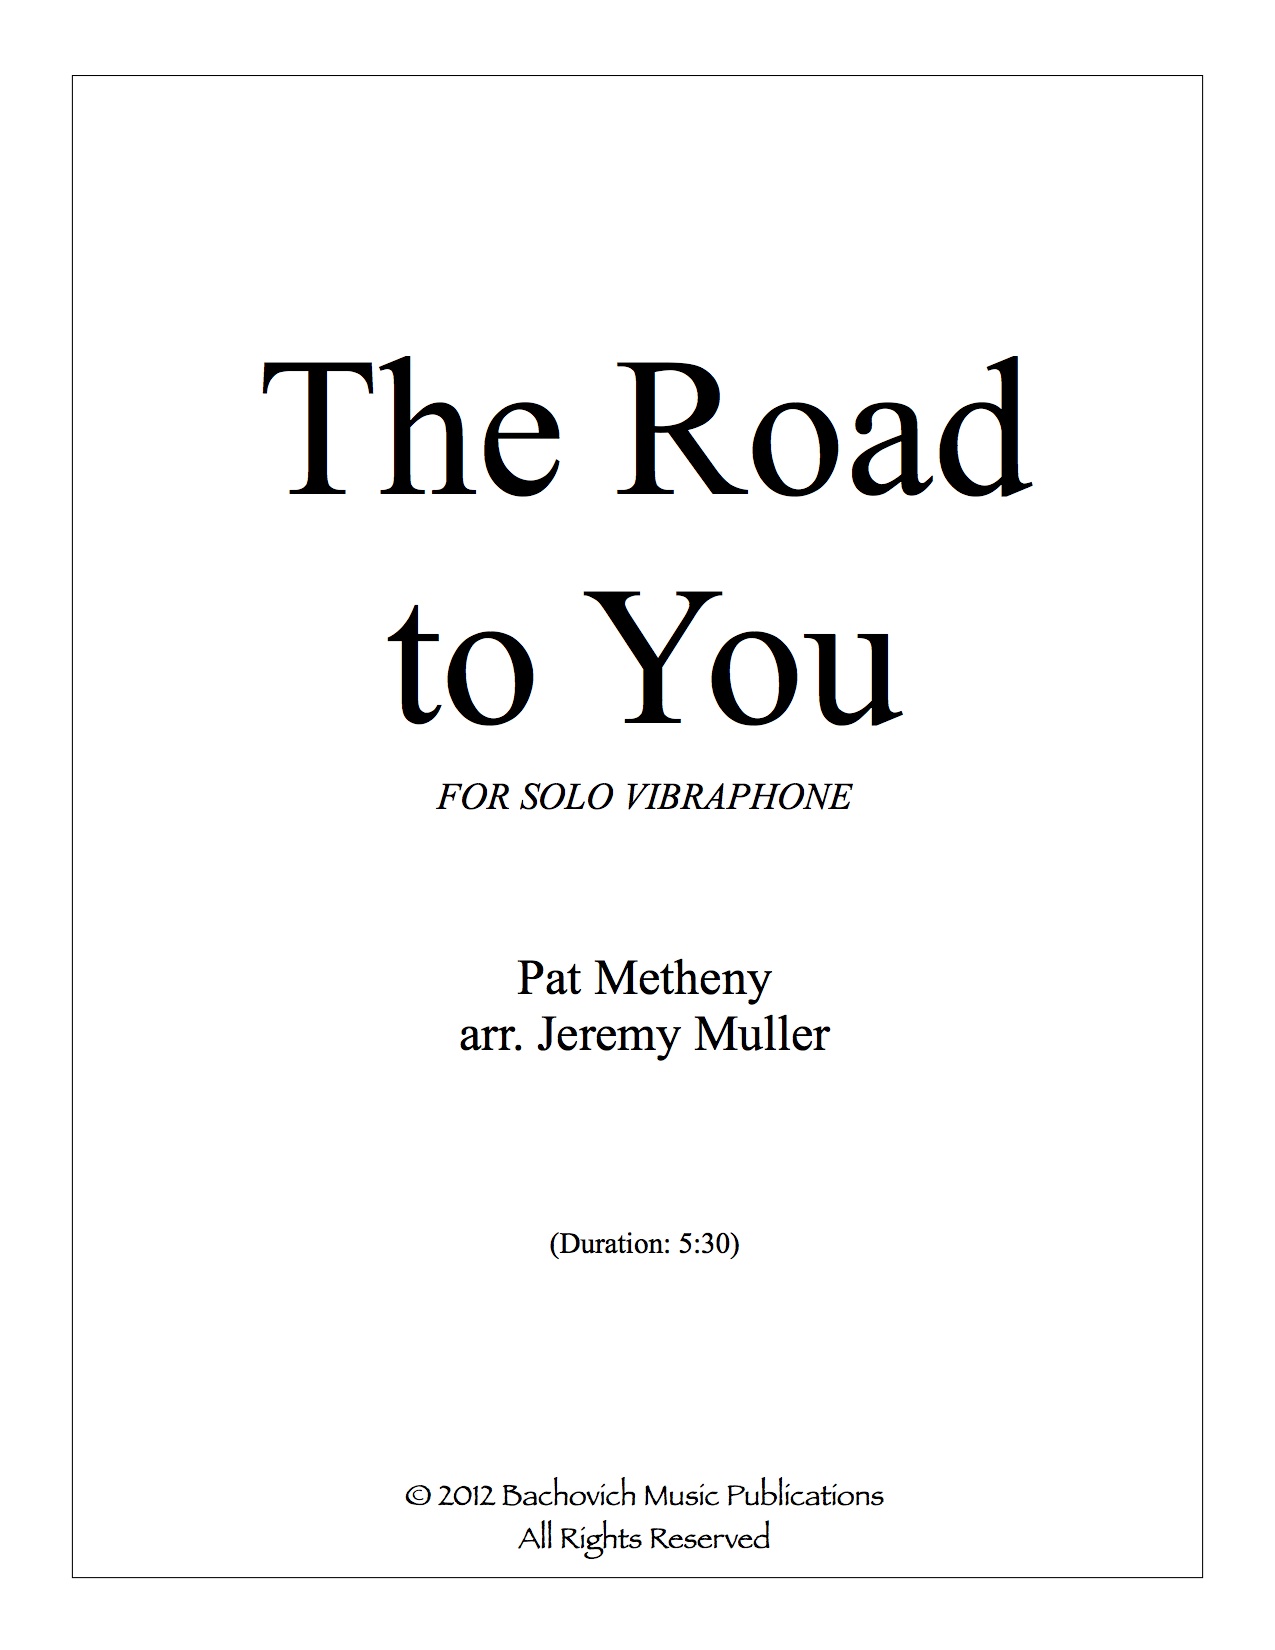 The Road
to You
FOR SOLO VIBRAPHONE
Pat Metheny
arr. Jeremy Muller
(Duration: 5:30)
© 2012 Bachovich Music Publications
All Rights Reserved